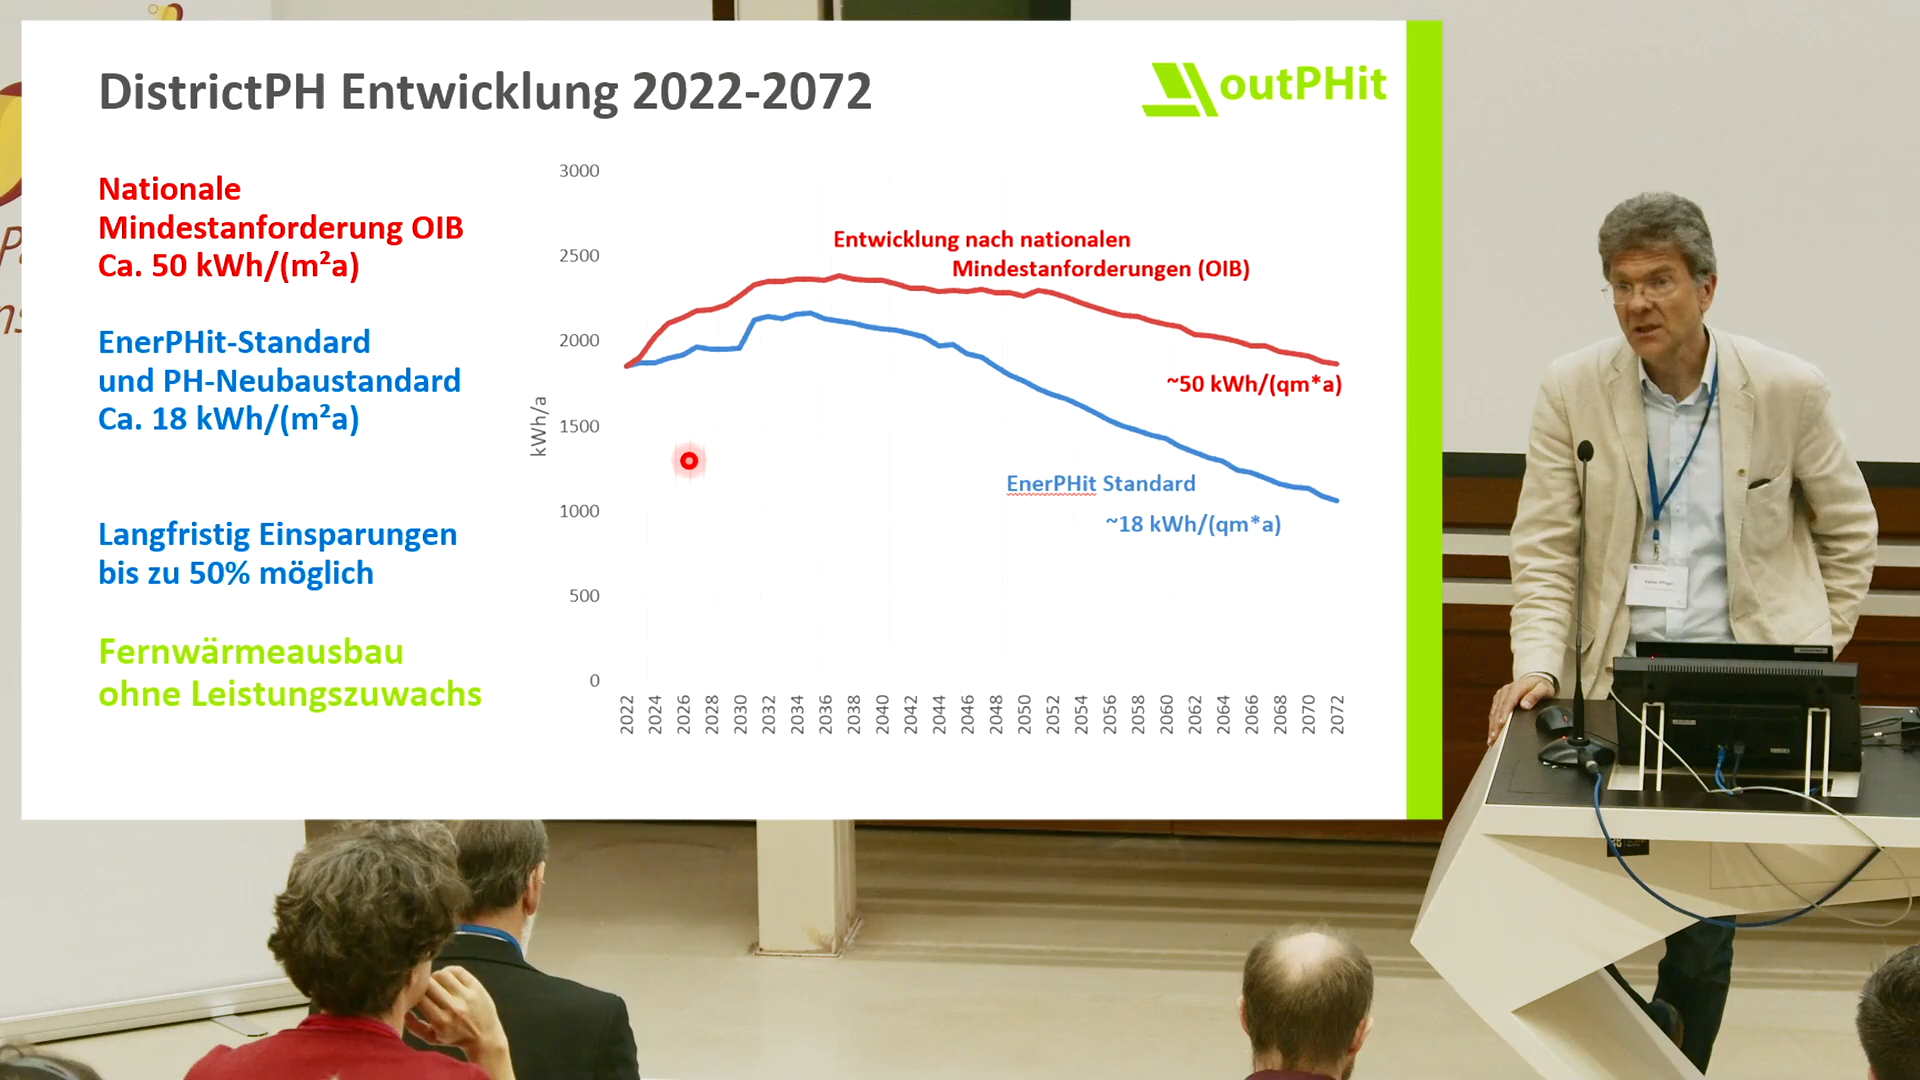 DistrictPH Entwicklung 2022-2072
outPHit
Nationale
Mindestanforderung OIB
Ca. 50 kWh/(m²a)
EnerPHit-Standard
und PH-Neubaustandard
Ca. 18 kWh/(m²a)
Langfristig Einsparungen
bis zu 50% möglich
Fernwärmeausbau
ohne Leistungszuwachs
3000
2500
2000
1500
1000
500
0
kWh/a
Entwicklung nach nationalen
Mindestanforderungen (OIB)
~50 kWh/(qm*a)
EnerPHit Standard
~18 kWh/(qm*a)
2022 2024 2026 2028 2030 2032 2034 2036 2038 2040 2042 2044 2046 2048 2050 2052 2054 2056 2058 2060 2062 2064 2066 2068 2070 2072